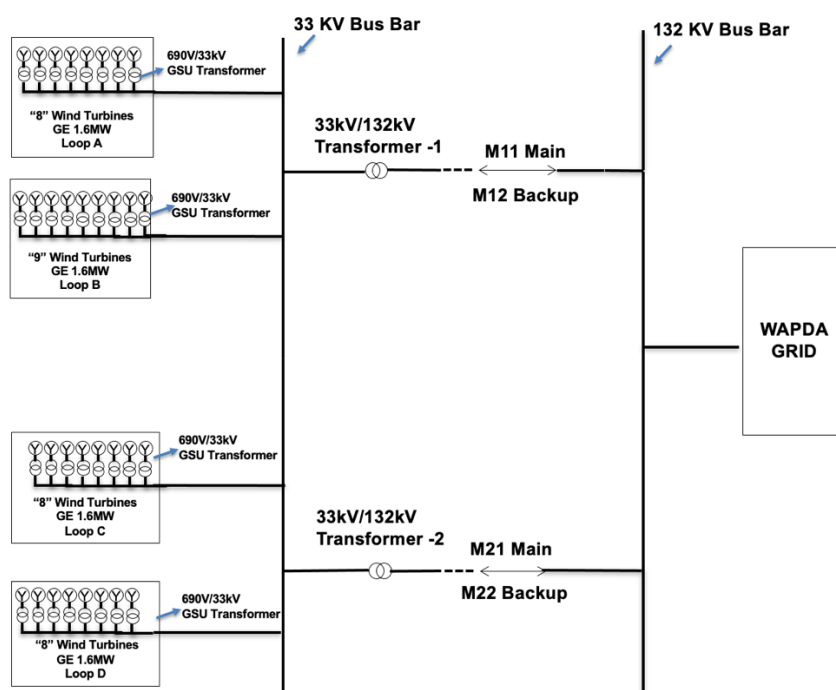 33 KV Bus Bar
132 KV Bus Bar
690V/33kV
GSU Transformer
“8” Wind Turbines
GE 1.6MW
Loop A
33kV/132kV
Transformer -1
M11 Main
M12 Backup
690V/33kV
GSU Transformer
“9” Wind Turbines
GE 1.6MW
Loop B
WAPDA
GRID
690V/33kV
GSU Transformer
“8” Wind Turbines
GE 1.6MW
Loop C
33kV/132kV
Transformer -2
M21 Main
M22 Backup
690V/33kV
GSU Transformer
“8” Wind Turbines
GE 1.6MW
Loop D